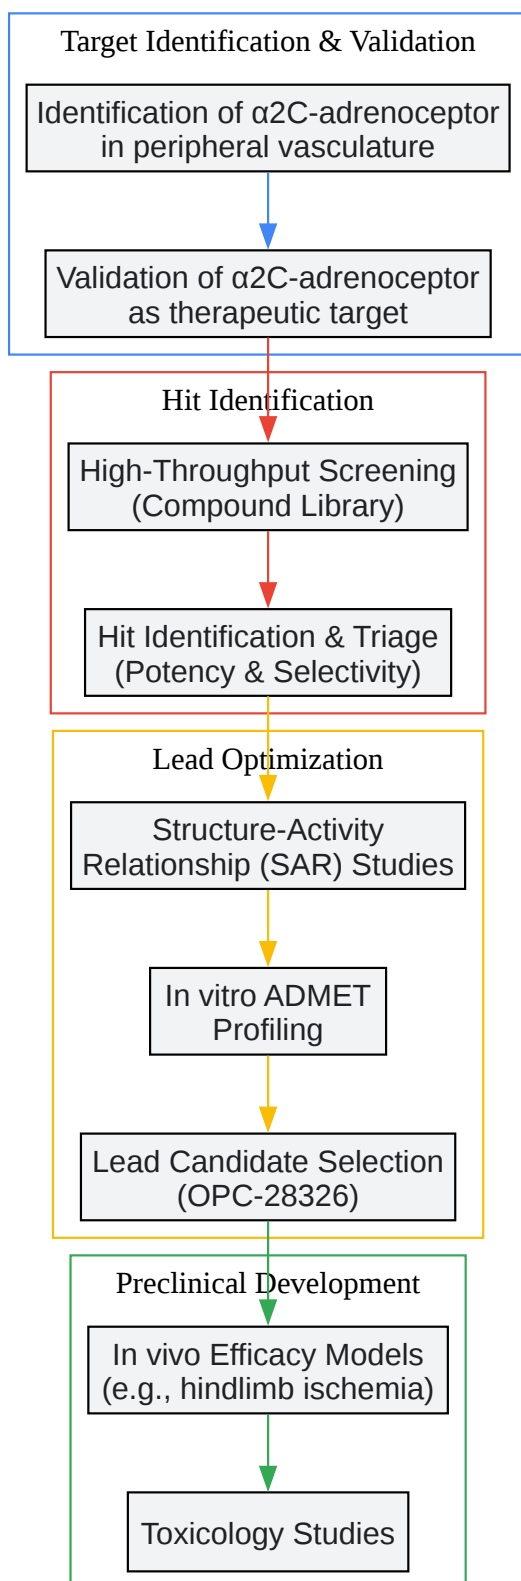 Target Identification & Validation
Identification of α2C-adrenoceptor
in peripheral vasculature
Validation of α2C-adrenoceptor
as therapeutic target
Hit Identification
High-Throughput Screening
(Compound Library)
Hit Identification & Triage
(Potency & Selectivity)
Lead Optimization
Structure-Activity
Relationship (SAR) Studies
In vitro ADMET
Profiling
Lead Candidate Selection
(OPC-28326)
Preclinical Development
In vivo Efficacy Models
(e.g., hindlimb ischemia)
Toxicology Studies